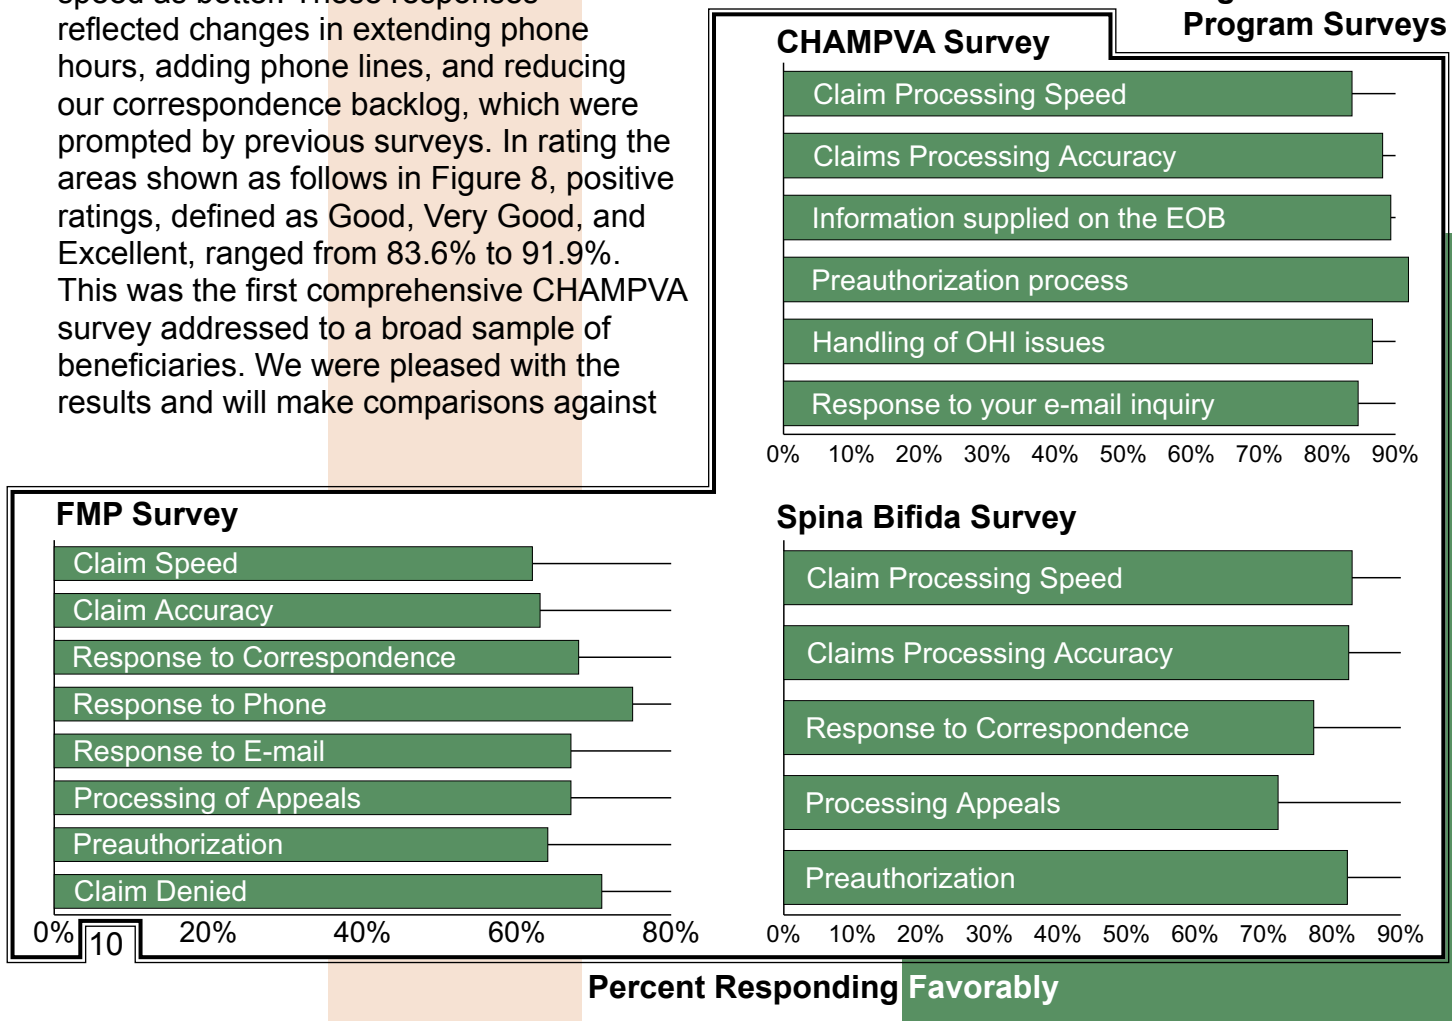 reflected changes in extending phone
hours, adding phone lines, and reducing
our correspondence backlog, which were
prompted by previous surveys. In rating the
areas shown as follows in Figure 8, positive
ratings, defined as Good, Very Good, and
Excellent, ranged from 83.6% to 91.9%.
This was the first comprehensive CHAMPVA
survey addressed to a broad sample of
beneficiaries. We were pleased with the
results and will make comparisons against
Program Surveys
CHAMPVA Survey
Claim Processing Speed
Claims Processing Accuracy
Information supplied on the EOB
Preauthorization process
Handling of OHI issues
Response to your e-mail inquiry
0% 10% 20% 30% 40% 50% 60% 70% 80% 90%
FMP Survey
Claim Speed
Claim Accuracy
Response to Correspondence
Response to Phone
Response to E-mail
Processing of Appeals
Preauthorization
Claim Denied
0% 20% 40% 60% 80%
10
Spina Bifida Survey
Claim Processing Speed
Claims Processing Accuracy
Response to Correspondence
Processing Appeals
Preauthorization
0% 10% 20% 30% 40% 50% 60% 70% 80% 90%
Percent Responding Favorably